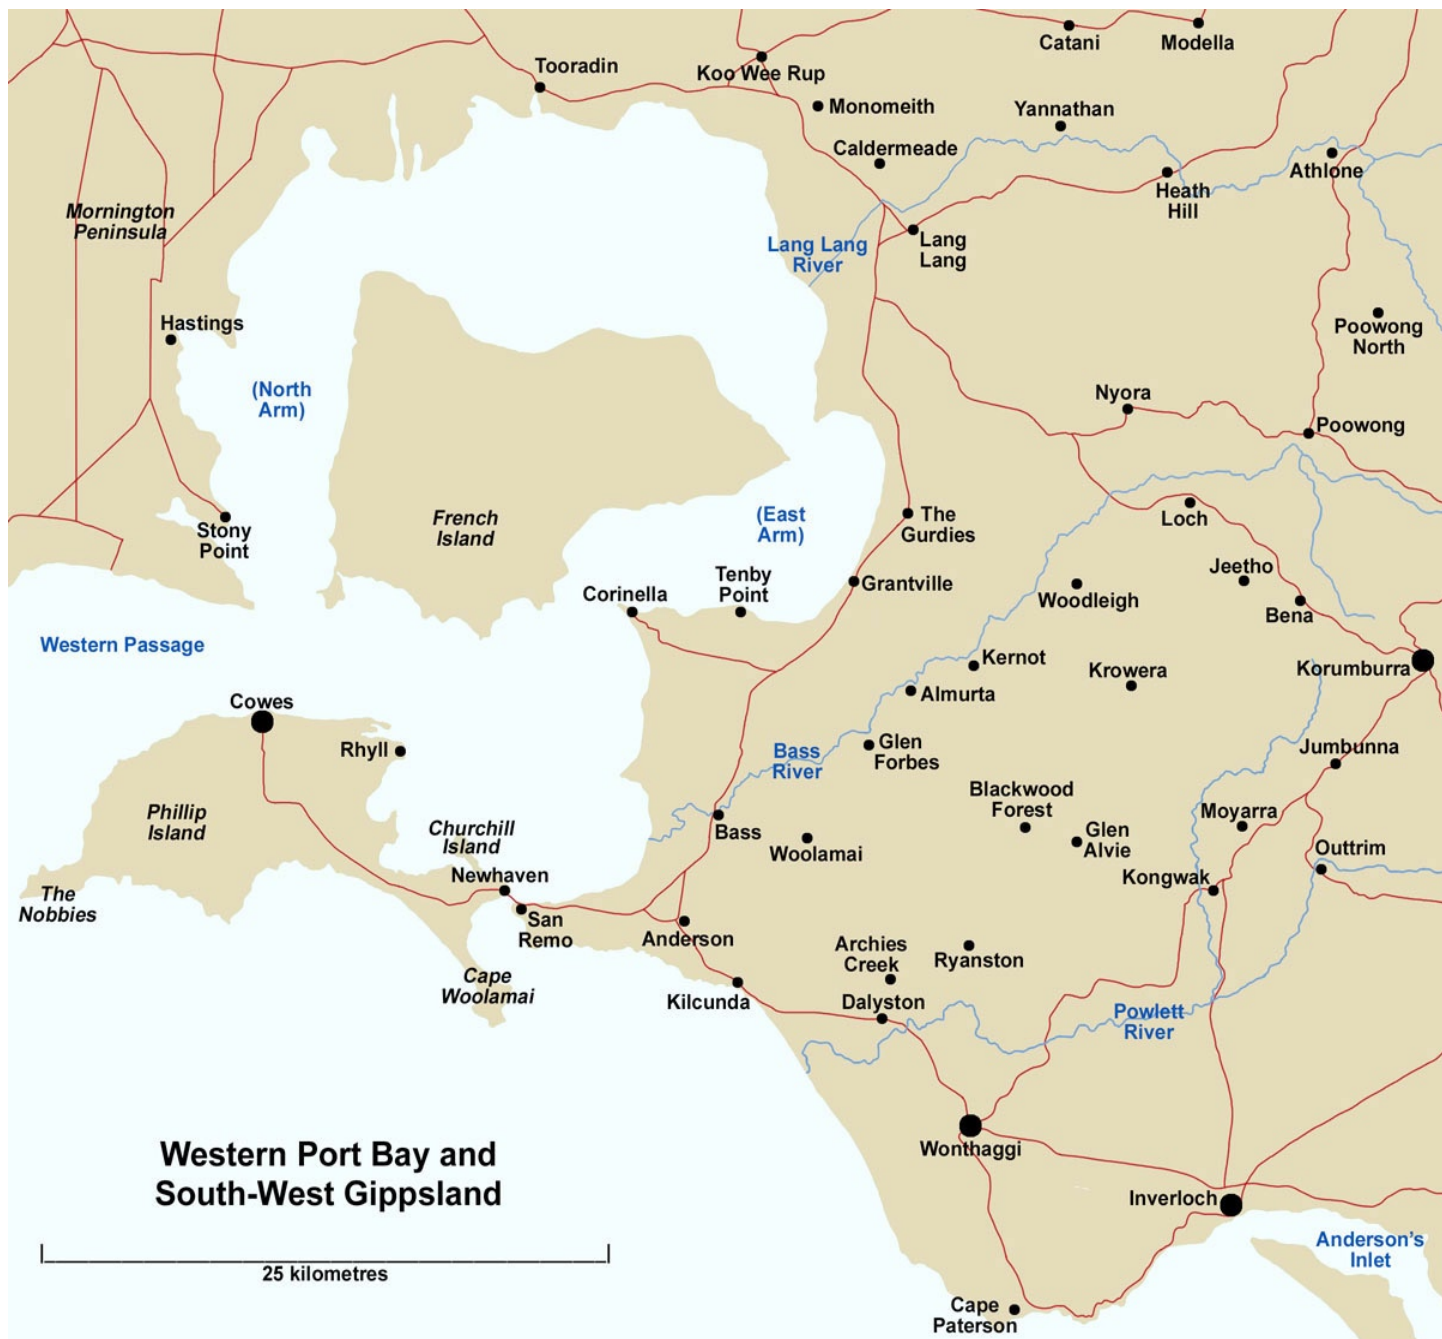 Catani
Modella
Tooradin
Koo Wee Rup
Monomeith
Yannathan
Caldermeade
Athlone
Heath
Hill
Mornington
Peninsula
Lang Lang
River
Lang
Lang
Hastings
Poowong
North
(North
Arm)
Nyora
Poowong
French
Island
(East
Arm)
The
Gurdies
Loch
Stony
Point
Corinella
Tenby
Point
Grantville
Woodleigh
Jeetho
Bena
Western Passage
Kernot
Krowera
Korumburra
Almurta
Cowes
Rhyll
Bass
River
Glen
Forbes
Jumbunna
Phillip
Island
Churchill
Island
Blackwood
Forest
Moyarra
Bass
Woolamai
Glen
Alvie
Outtrim
The
Nobbies
Newhaven
Kongwak
San
Remo
Anderson
Archies
Creek
Ryanston
Cape
Woolamai
Kilcunda
Dalyston
Powlett
River
Western Port Bay and
South-West Gippsland
Wonthaggi
Inverloch
Anderson's
Inlet
25 kilometres
Cape
Paterson